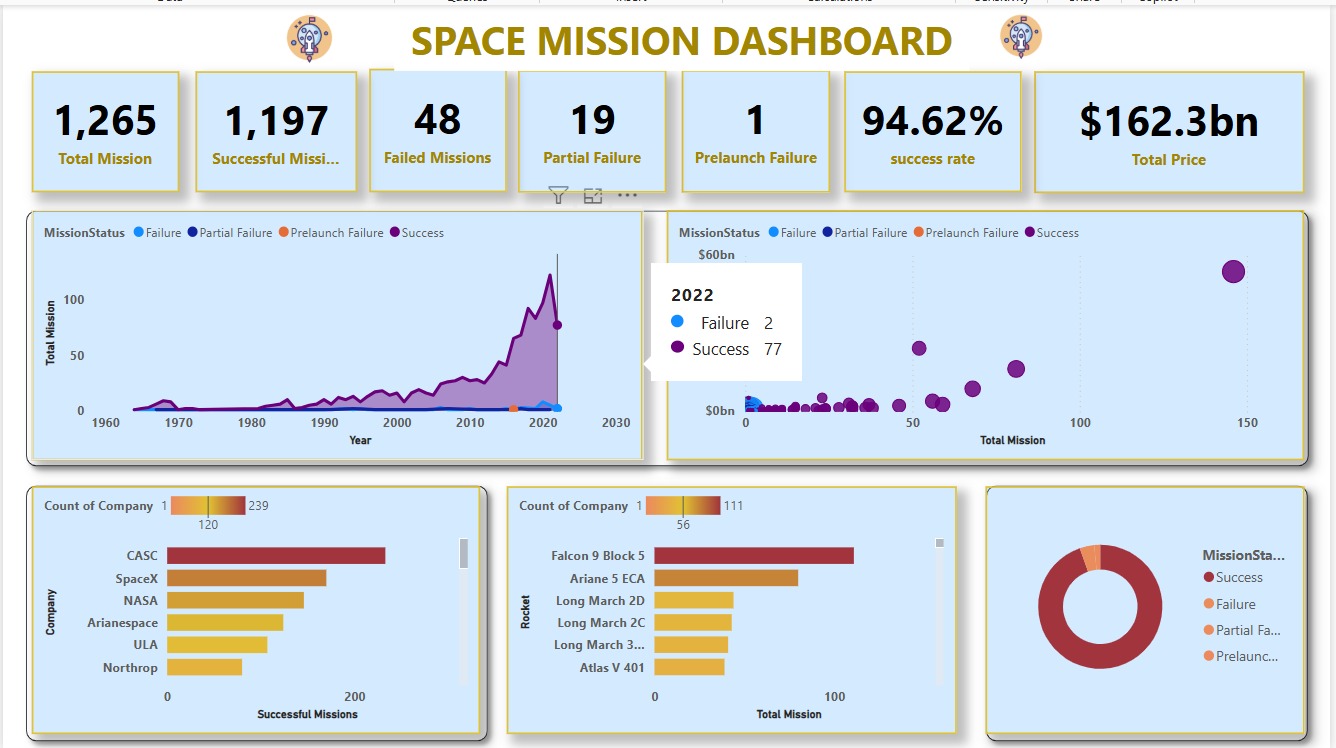 SPACE MISSION DASHBOARD
1,265
Total Mission
1,197
Successful Missi...
48
Failed Missions
19
Partial Failure
1
Prelaunch Failure
94.62%
success rate
$162.3bn
Total Price
MissionStatus Failure Partial Failure Prelaunch Failure Success
Total Mission
100
50
0
1960 1970 1980 1990 2000 2010 2020 2030
Year
2022
Failure 2
Success 77
MissionStatus Failure Partial Failure Prelaunch Failure Success
$60bn
$0bn
0 50 100 150
Total Mission
Count of Company 1 239
120
Company
CASC
SpaceX
NASA
Arianespace
ULA
Northrop
0 200
Successful Missions
Count of Company 1 111
56
Rocket
Falcon 9 Block 5
Ariane 5 ECA
Long March 2D
Long March 2C
Long March 3...
Atlas V 401
0 100
Total Mission
MissionSta...
Success
Failure
Partial Fa...
Prelaunc...